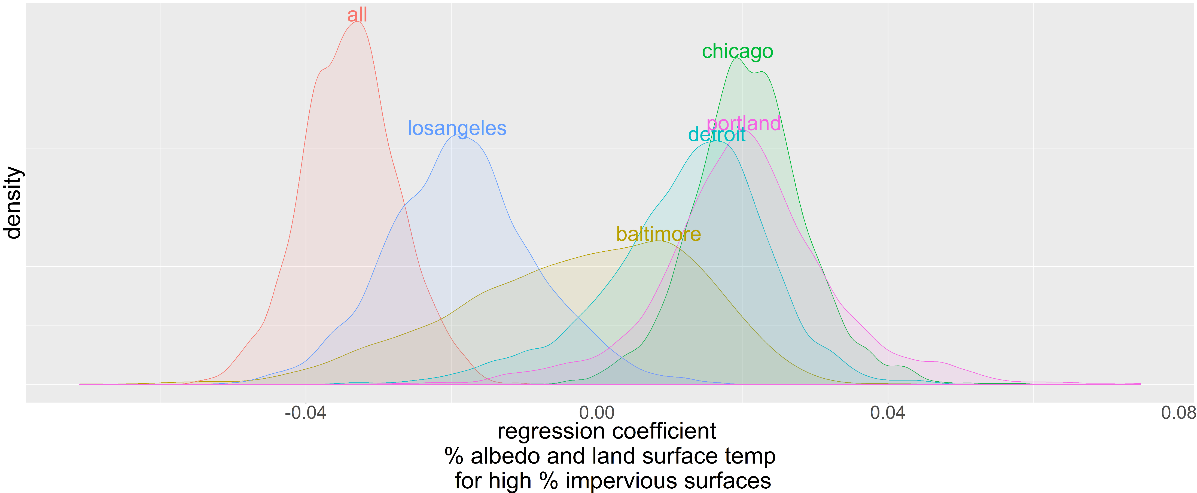 all
chicago
losangeles
portland
detroit
baltimore
density
-0.04 0.00 0.04 0.08
regression coefficient
% albedo and land surface temp
for high % impervious surfaces